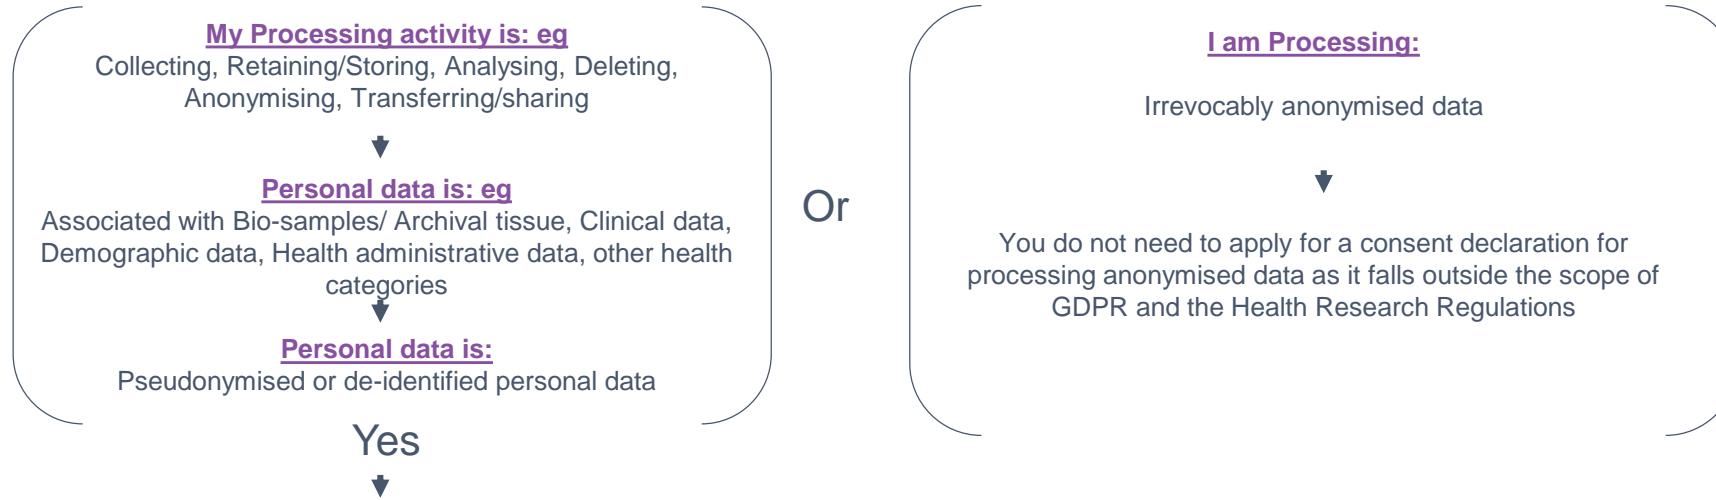 My Processing activity is: eg
Collecting, Retaining/Storing, Analysing, Deleting,
Anonymising, Transferring/sharing
Personal data is: eg
Associated with Bio-samples/ Archival tissue, Clinical data,
Demographic data, Health administrative data, other health
categories
Personal data is:
Pseudonymised or de-identified personal data
Yes
Or
I am Processing:
Irrevocably anonymised data
You do not need to apply for a consent declaration for
processing anonymised data as it falls outside the scope of
GDPR and the Health Research Regulations